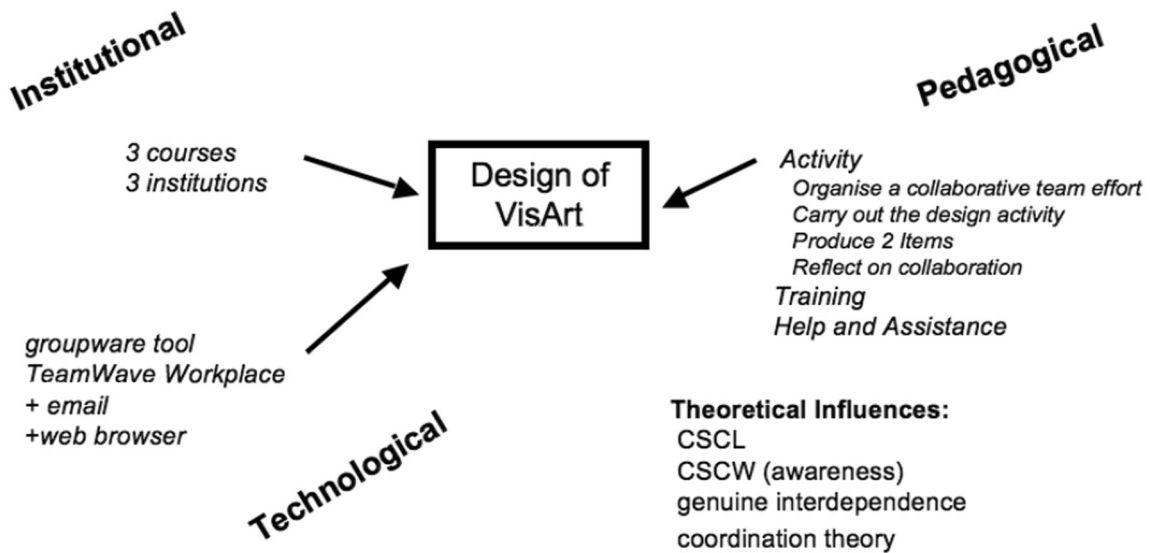 Institutional
3 courses
3 institutions
Design of
VisArt
Pedagogical
Activity
Organise a collaborative team effort
Carry out the design activity
Produce 2 Items
Reflect on collaboration
Training
Help and Assistance
groupware tool
TeamWave Workplace
+ email
+web browser
Technological
Theoretical Influences:
CSCL
CSCW (awareness)
genuine interdependence
coordination theory